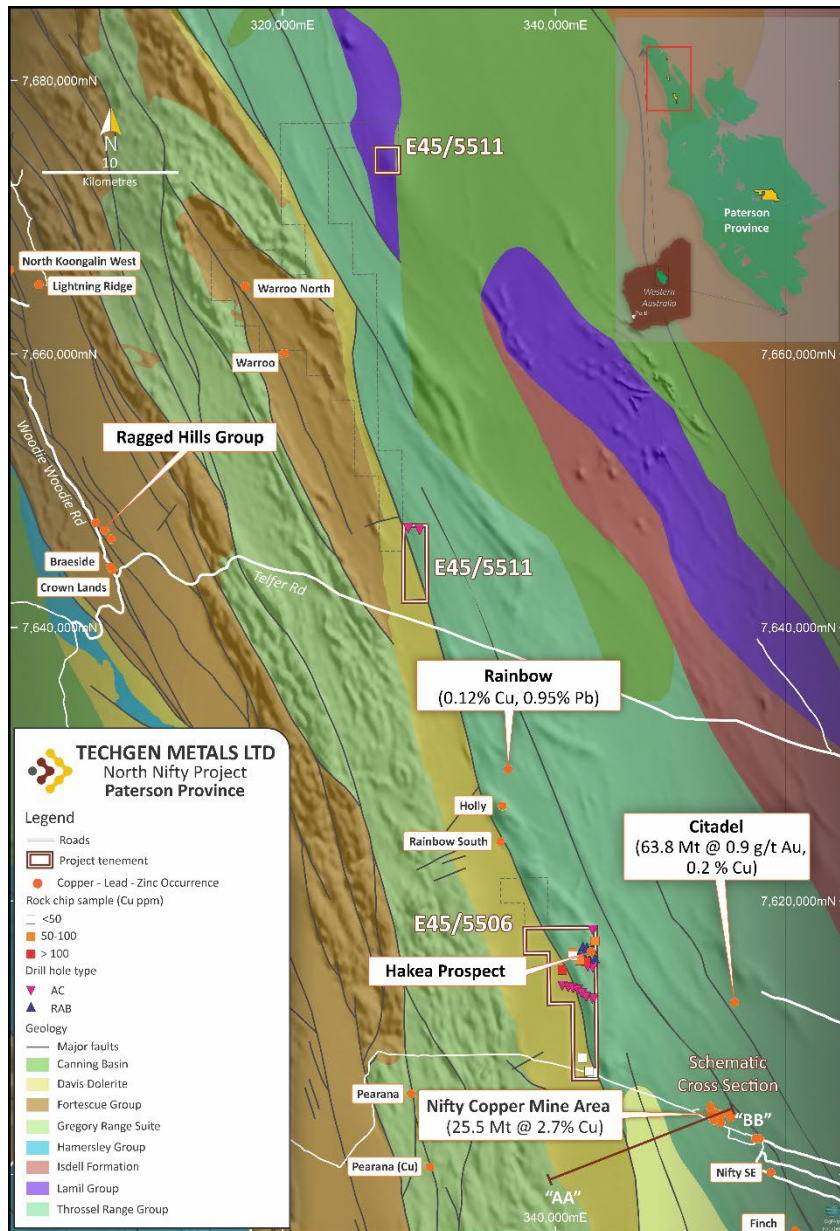 320,000mE
340,000mE
7,680,000mN
N
10
Kilometres
E45/5511
Paterson
Province
Western
Australia
North Koongalin West
Lightning Ridge
Warroo North
Warroo
7,660,000mN
7,660,000mN
Ragged Hills Group
Woodie Woodie Rd
Braeside
Crown Lands
Telfer Rd
E45/5511
7,640,000mN
7,640,000mN
Rainbow
(0.12% Cu, 0.95% Pb)
Holly
Rainbow South
Citadel
(63.8 Mt @ 0.9 g/t Au,
0.2 % Cu)
7,620,000mN
E45/5506
Hakea Prospect
Schematic
Cross Section
Nifty Copper Mine Area
(25.5 Mt @ 2.7% Cu)
"BB"
"AA"
Pearana
Pearana (Cu)
Nifty SE
Finch
340,000mE
TECHGEN METALS LTD
North Nifty Project
Paterson Province
Legend
Roads
Project tenement
Copper - Lead - Zinc Occurrence
Rock chip sample (Cu ppm)
<50
50-100
> 100
Drill hole type
AC
RAB
Geology
Major faults
Canning Basin
Davis Dolerite
Fortescue Group
Gregory Range Suite
Hamersley Group
Isdell Formation
Lamil Group
Throssel Range Group